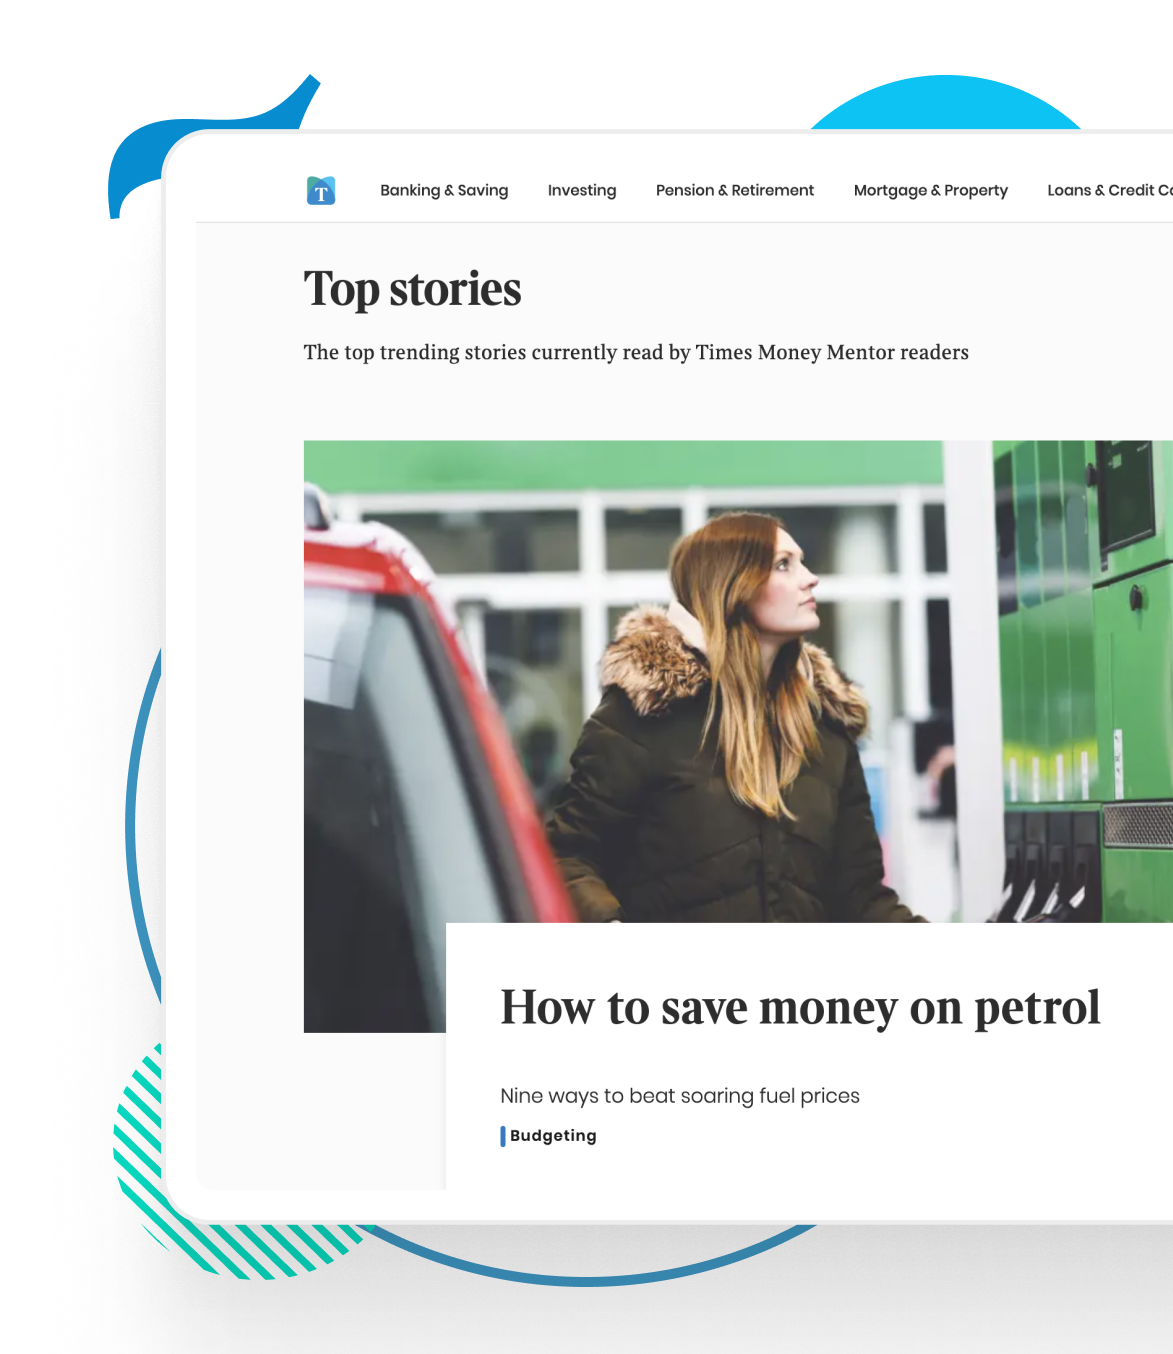 T Banking & Saving Investing Pension & Retirement Mortgage & Property Loans & Credit
Top stories
The top trending stories currently read by Times Money Mentor readers
How to save money on petrol
Nine ways to beat soaring fuel prices
Budgeting